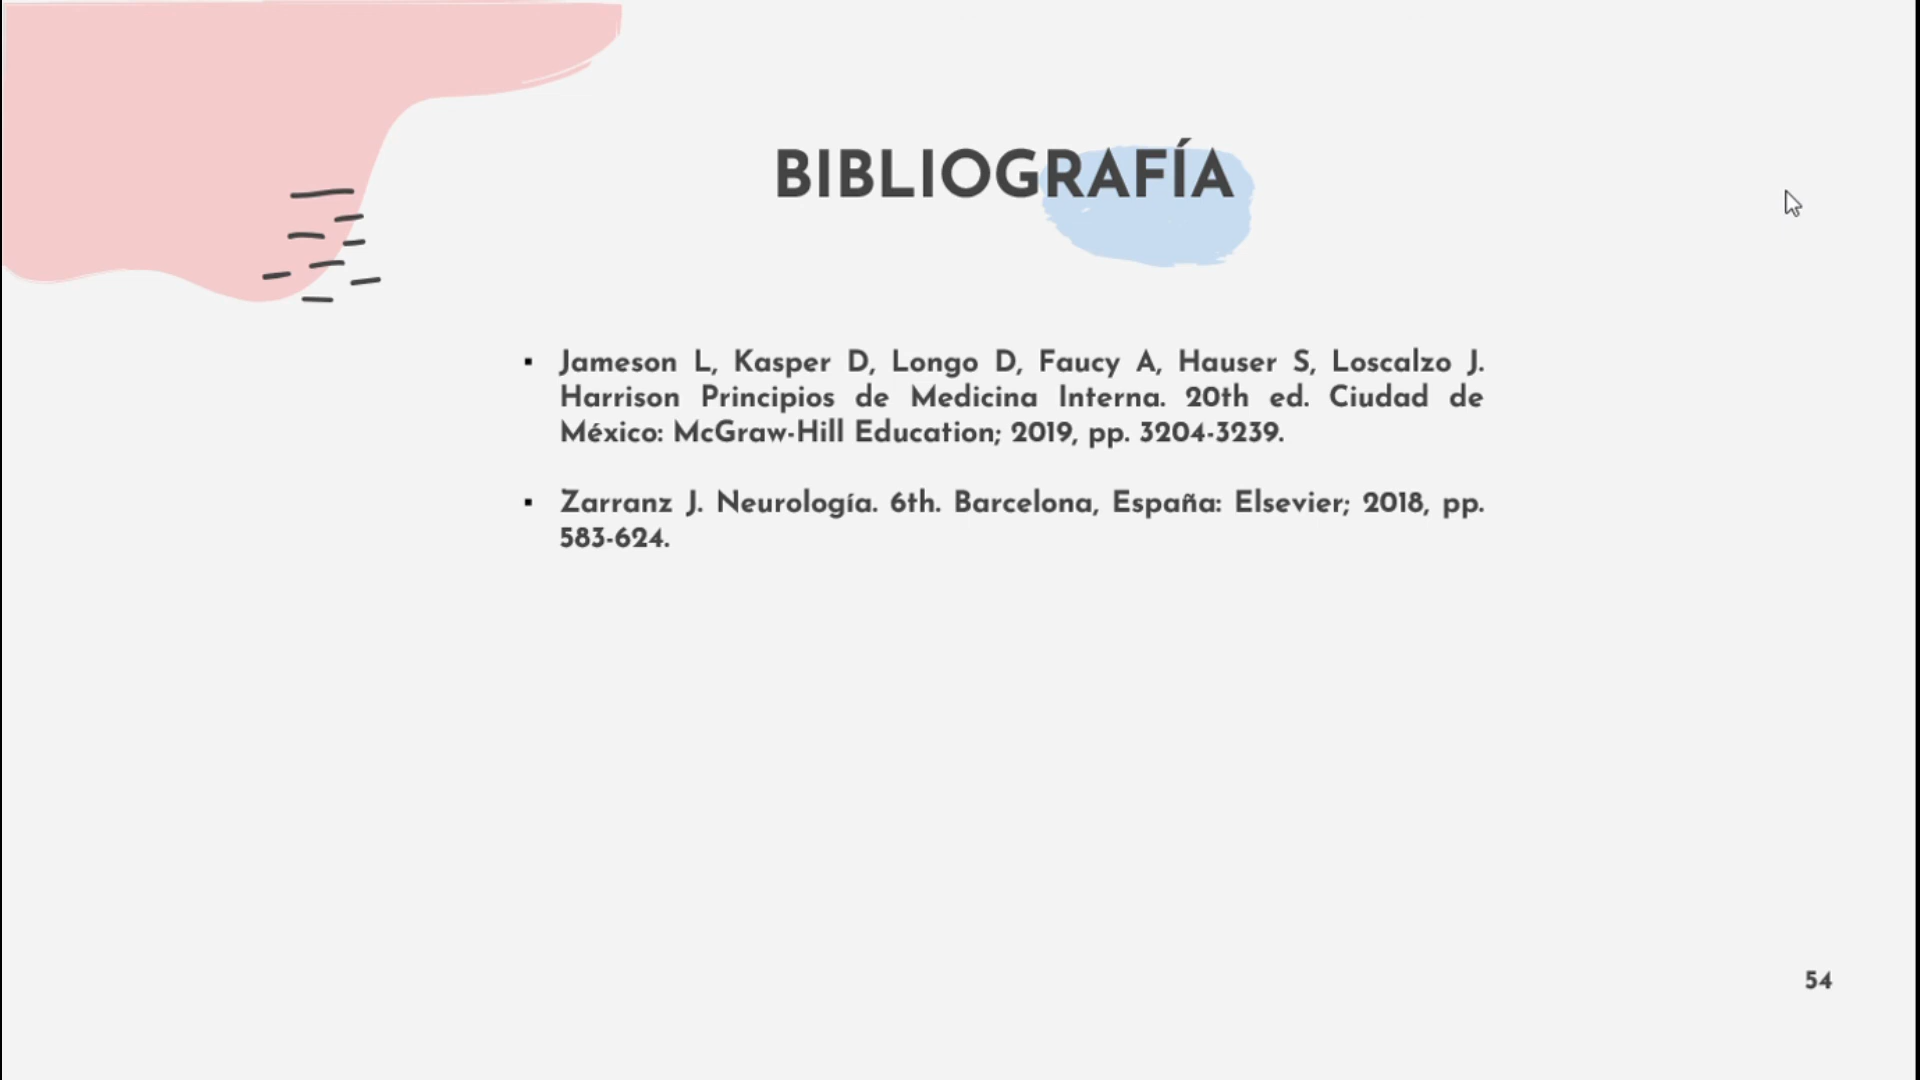 BIBLIOGRAFÍA
▪ Jameson L, Kasper D, Longo D, Faucy A, Hauser S, Loscalzo J.
Harrison Principios de Medicina Interna. 20th ed. Ciudad de
México: McGraw-Hill Education; 2019, pp. 3204-3239.
▪ Zarranz J. Neurología. 6th. Barcelona, España: Elsevier; 2018, pp.
583-624.
54